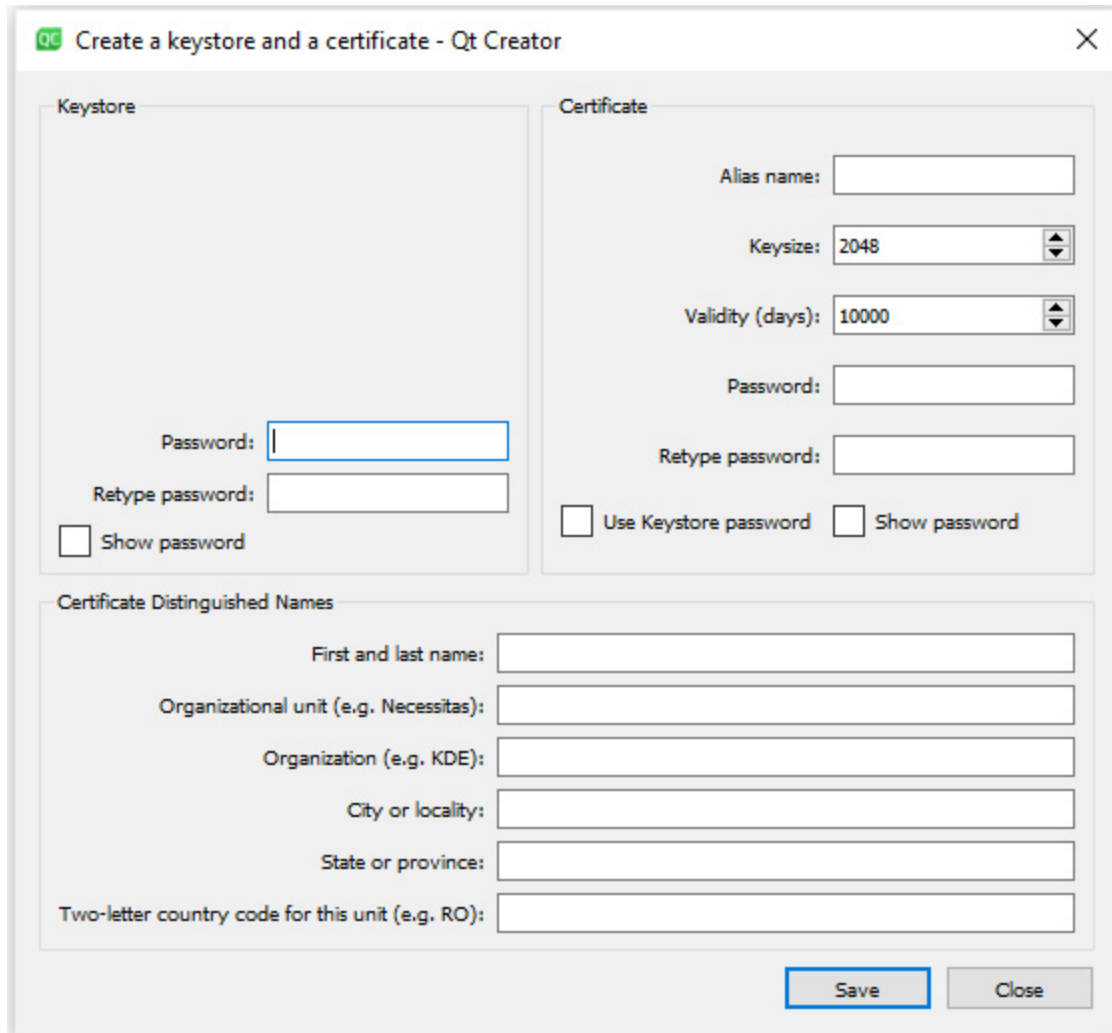 QC Create a keystore and a certificate - Qt Creator
Keystore
Password:
Retype password:
Show password
Certificate
Alias name:
Keysize: 2048
Validity (days): 10000
Password:
Retype password:
Use Keystore password Show password
Certificate Distinguished Names
First and last name:
Organizational unit (e.g. Necessitas):
Organization (e.g. KDE):
City or locality:
State or province:
Two-letter country code for this unit (e.g. RO):
Save Close